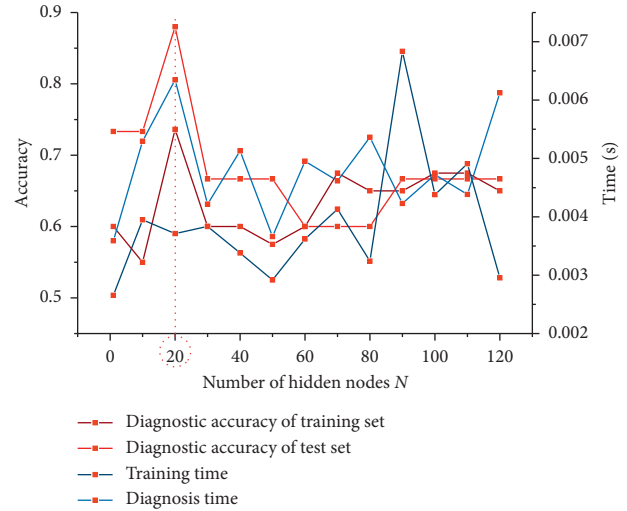 0.9
0.8
0.7
0.6
0.5
Accuracy
0.007
0.006
0.005
0.004
0.003
0.002
Time (s)
0 20 40 60 80 100 120
Number of hidden nodes N
Diagnostic accuracy of training set
Diagnostic accuracy of test set
Training time
Diagnosis time